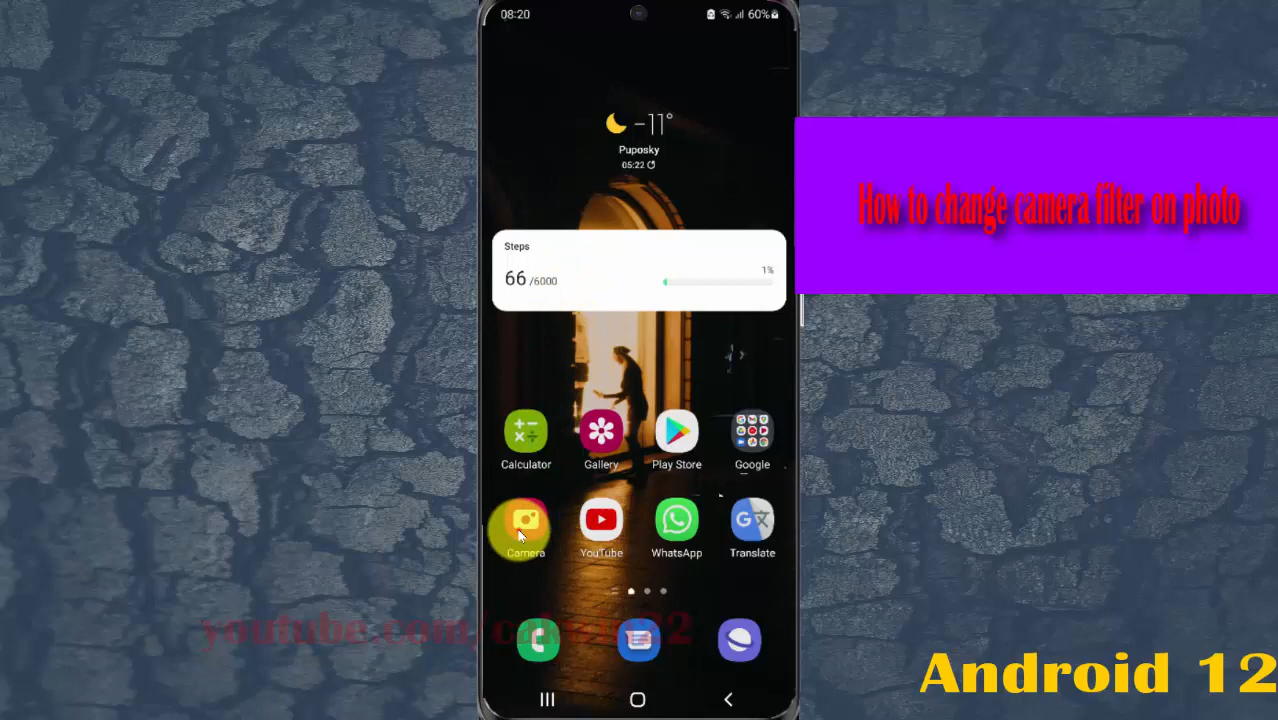 08:20
60%
-11°
Puposky
05:22
Steps
66 /6000
1%
How to change camera filter on photo
Calculator
Gallery
Play Store
Google
Camera
YouTube
WhatsApp
Translate
Android 12